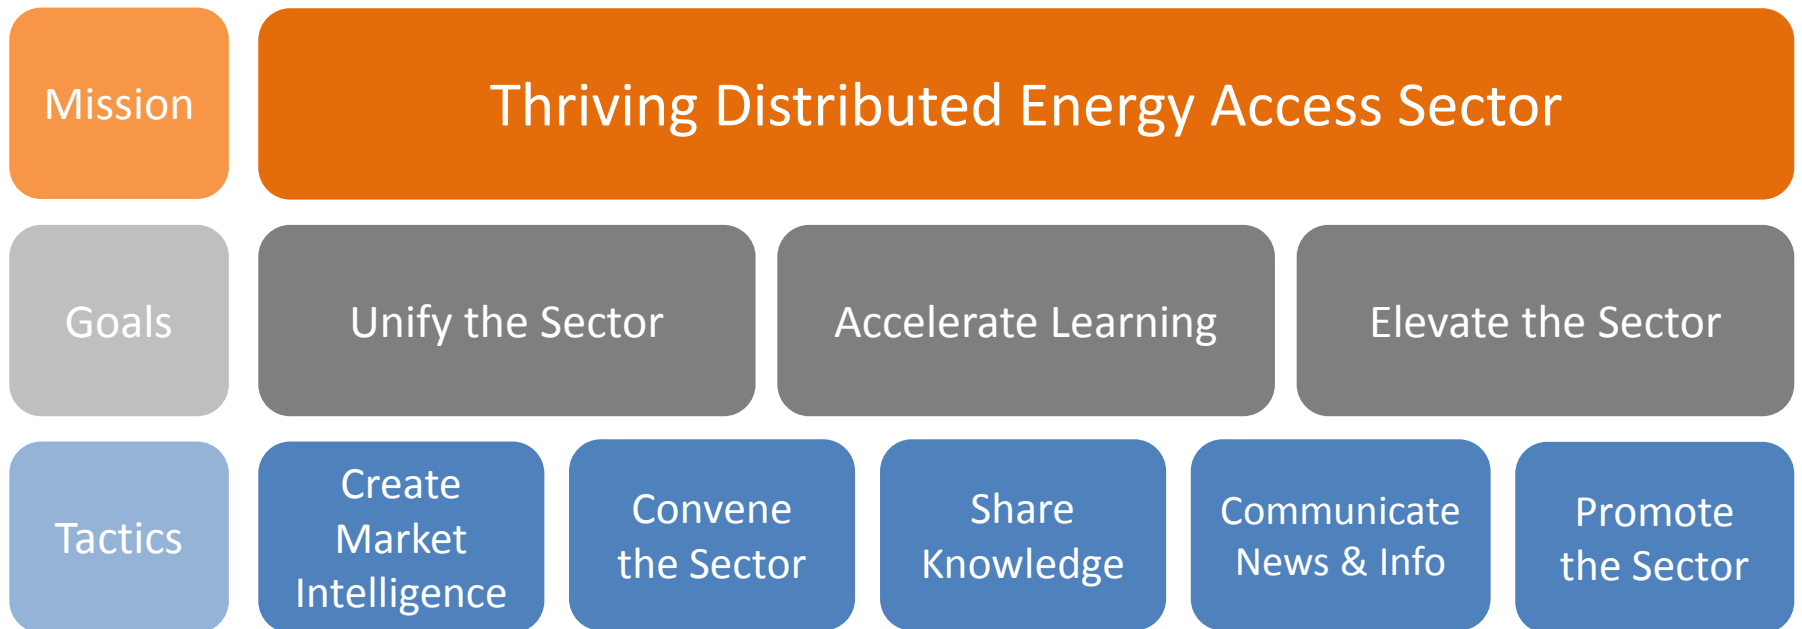 Mission
Thriving Distributed Energy Access Sector
Goals
Unify the Sector
Accelerate Learning
Elevate the Sector
Tactics
Create
Market
Intelligence
Convene
the Sector
Share
Knowledge
Communicate
News & Info
Promote
the Sector